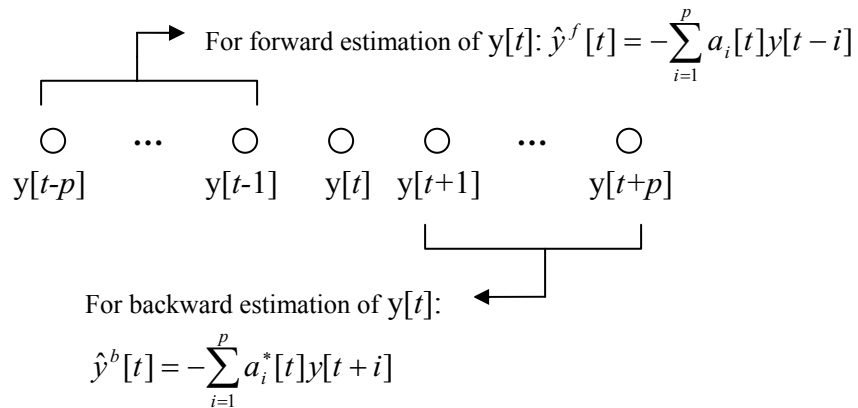 For forward estimation of y[t]: ŷ^f[t] = −∑_{i=1}^{p} a_i[t]y[t − i]
... ...
y[t-p] y[t-1] y[t] y[t+1] y[t+p]
For backward estimation of y[t]:
ŷ^b[t] = −∑_{i=1}^{p} a_i^*[t]y[t + i]